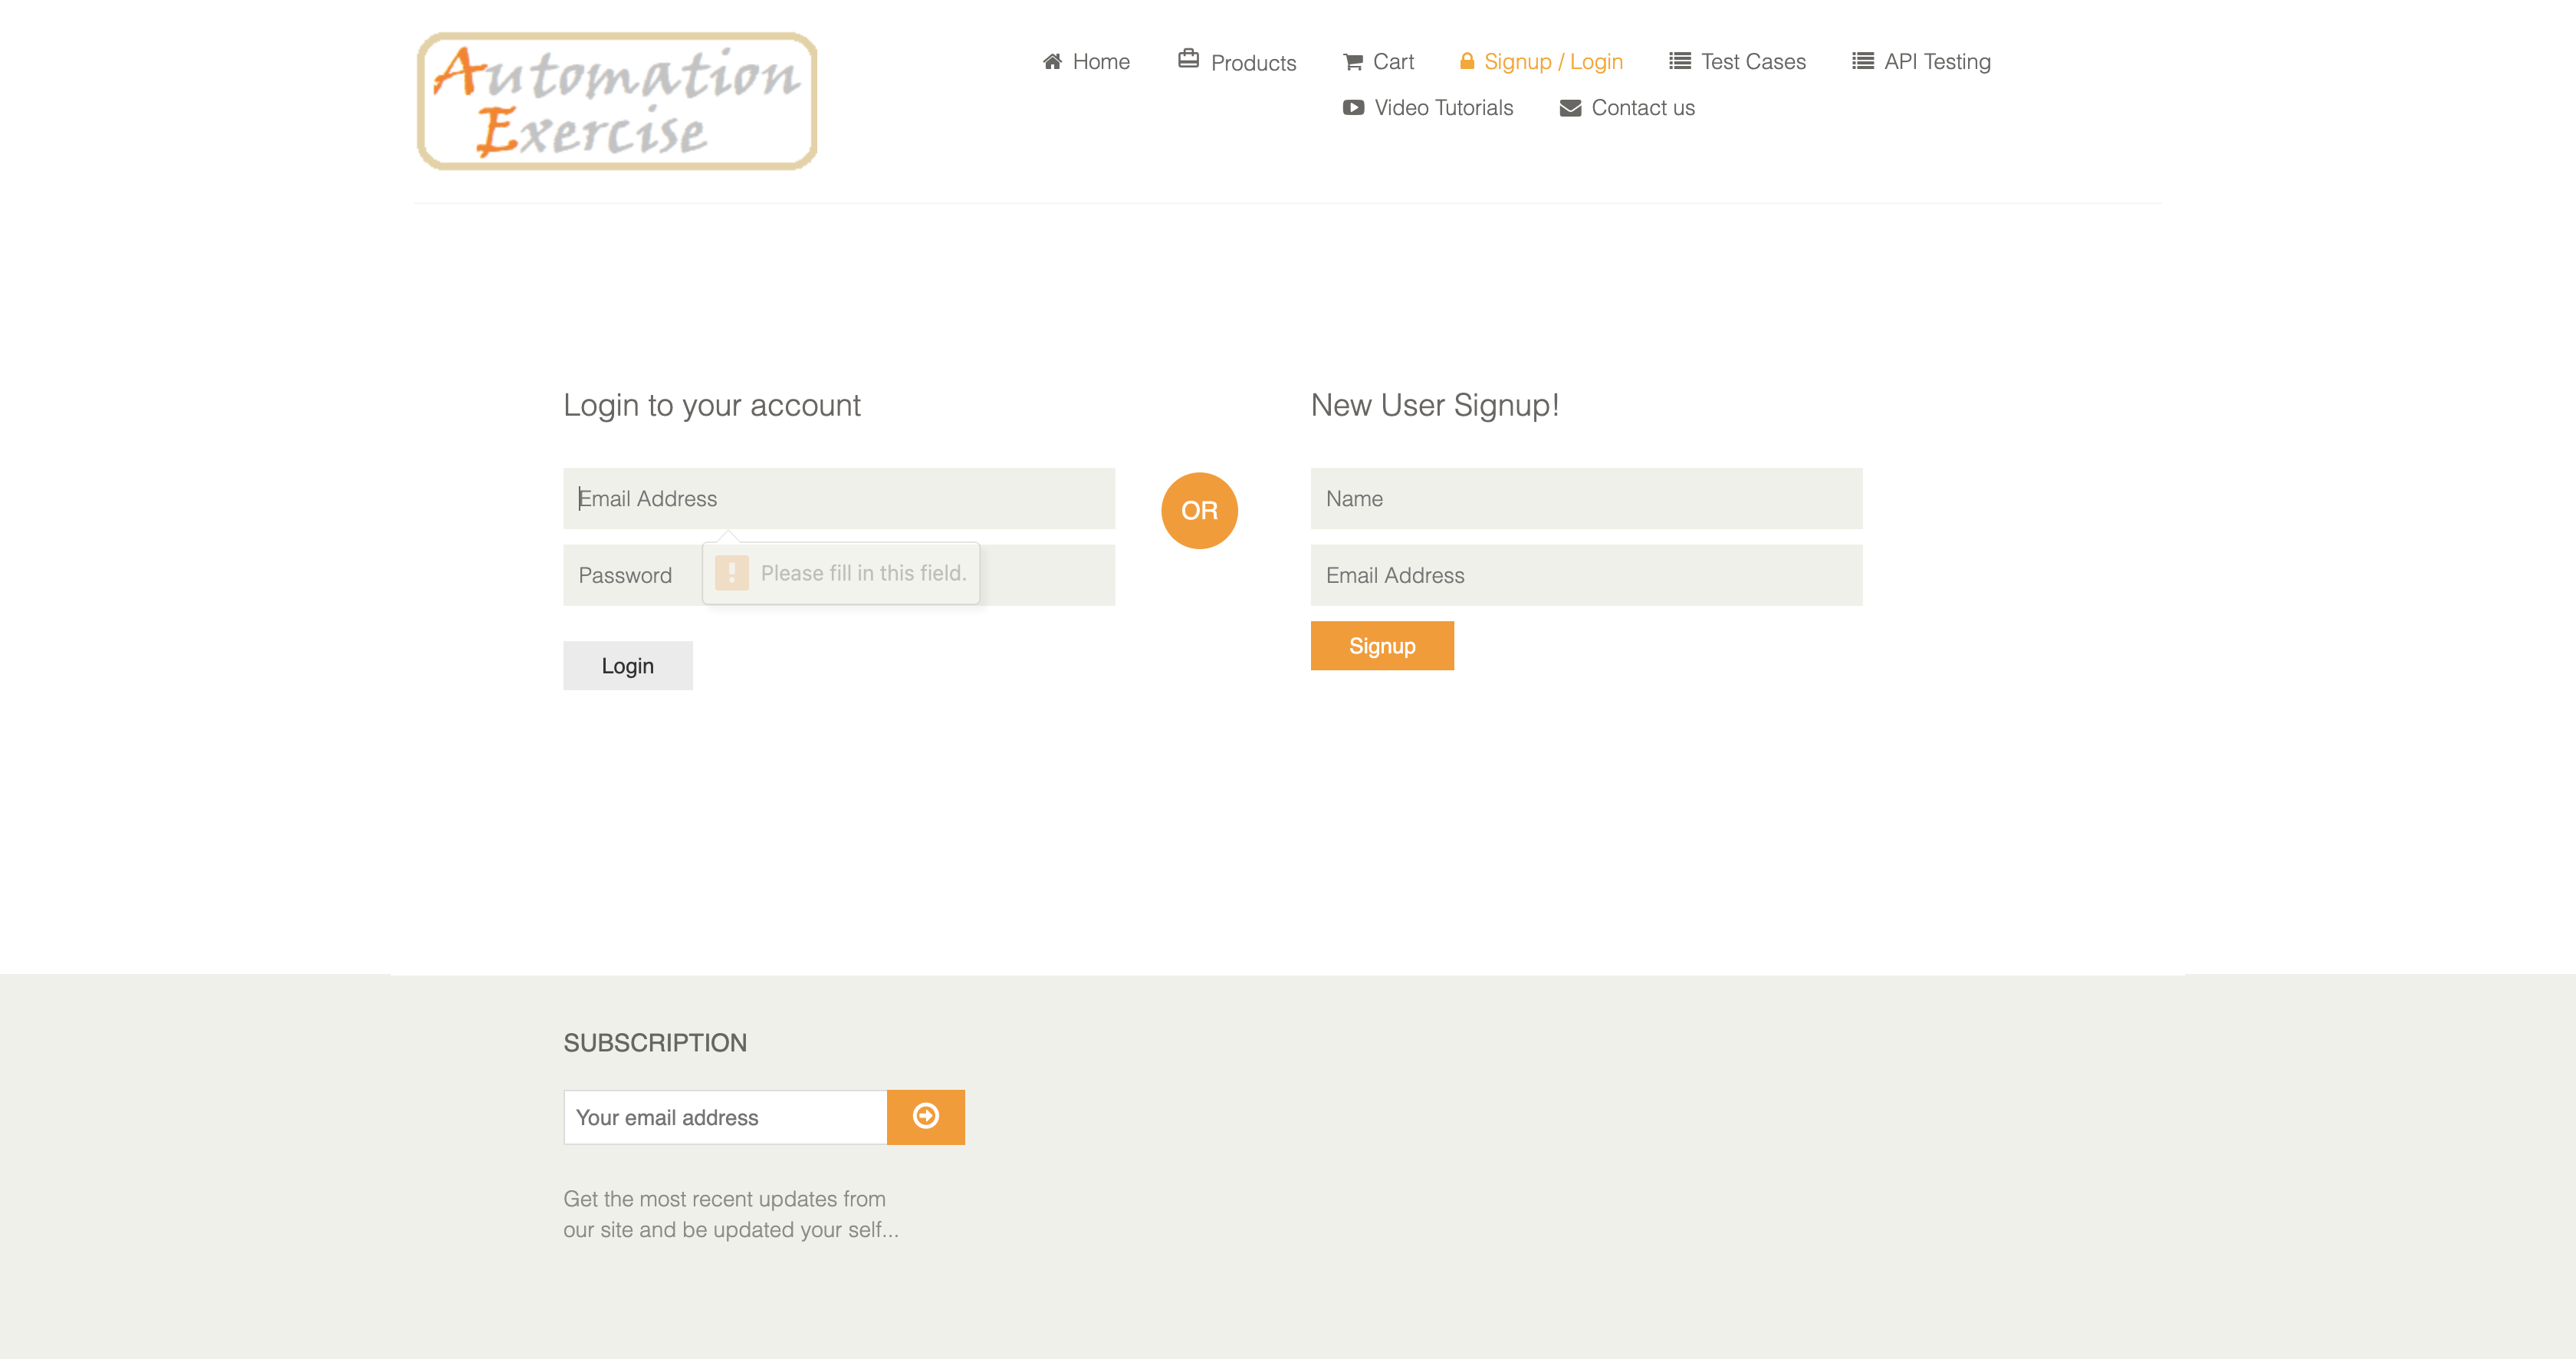 Automation
Exercise
Home Products Cart Signup / Login Test Cases API Testing
Video Tutorials Contact us
Login to your account
Email Address
Password
Please fill in this field.
Login
OR
New User Signup!
Name
Email Address
Signup
SUBSCRIPTION
Your email address
Get the most recent updates from
our site and be updated your self...